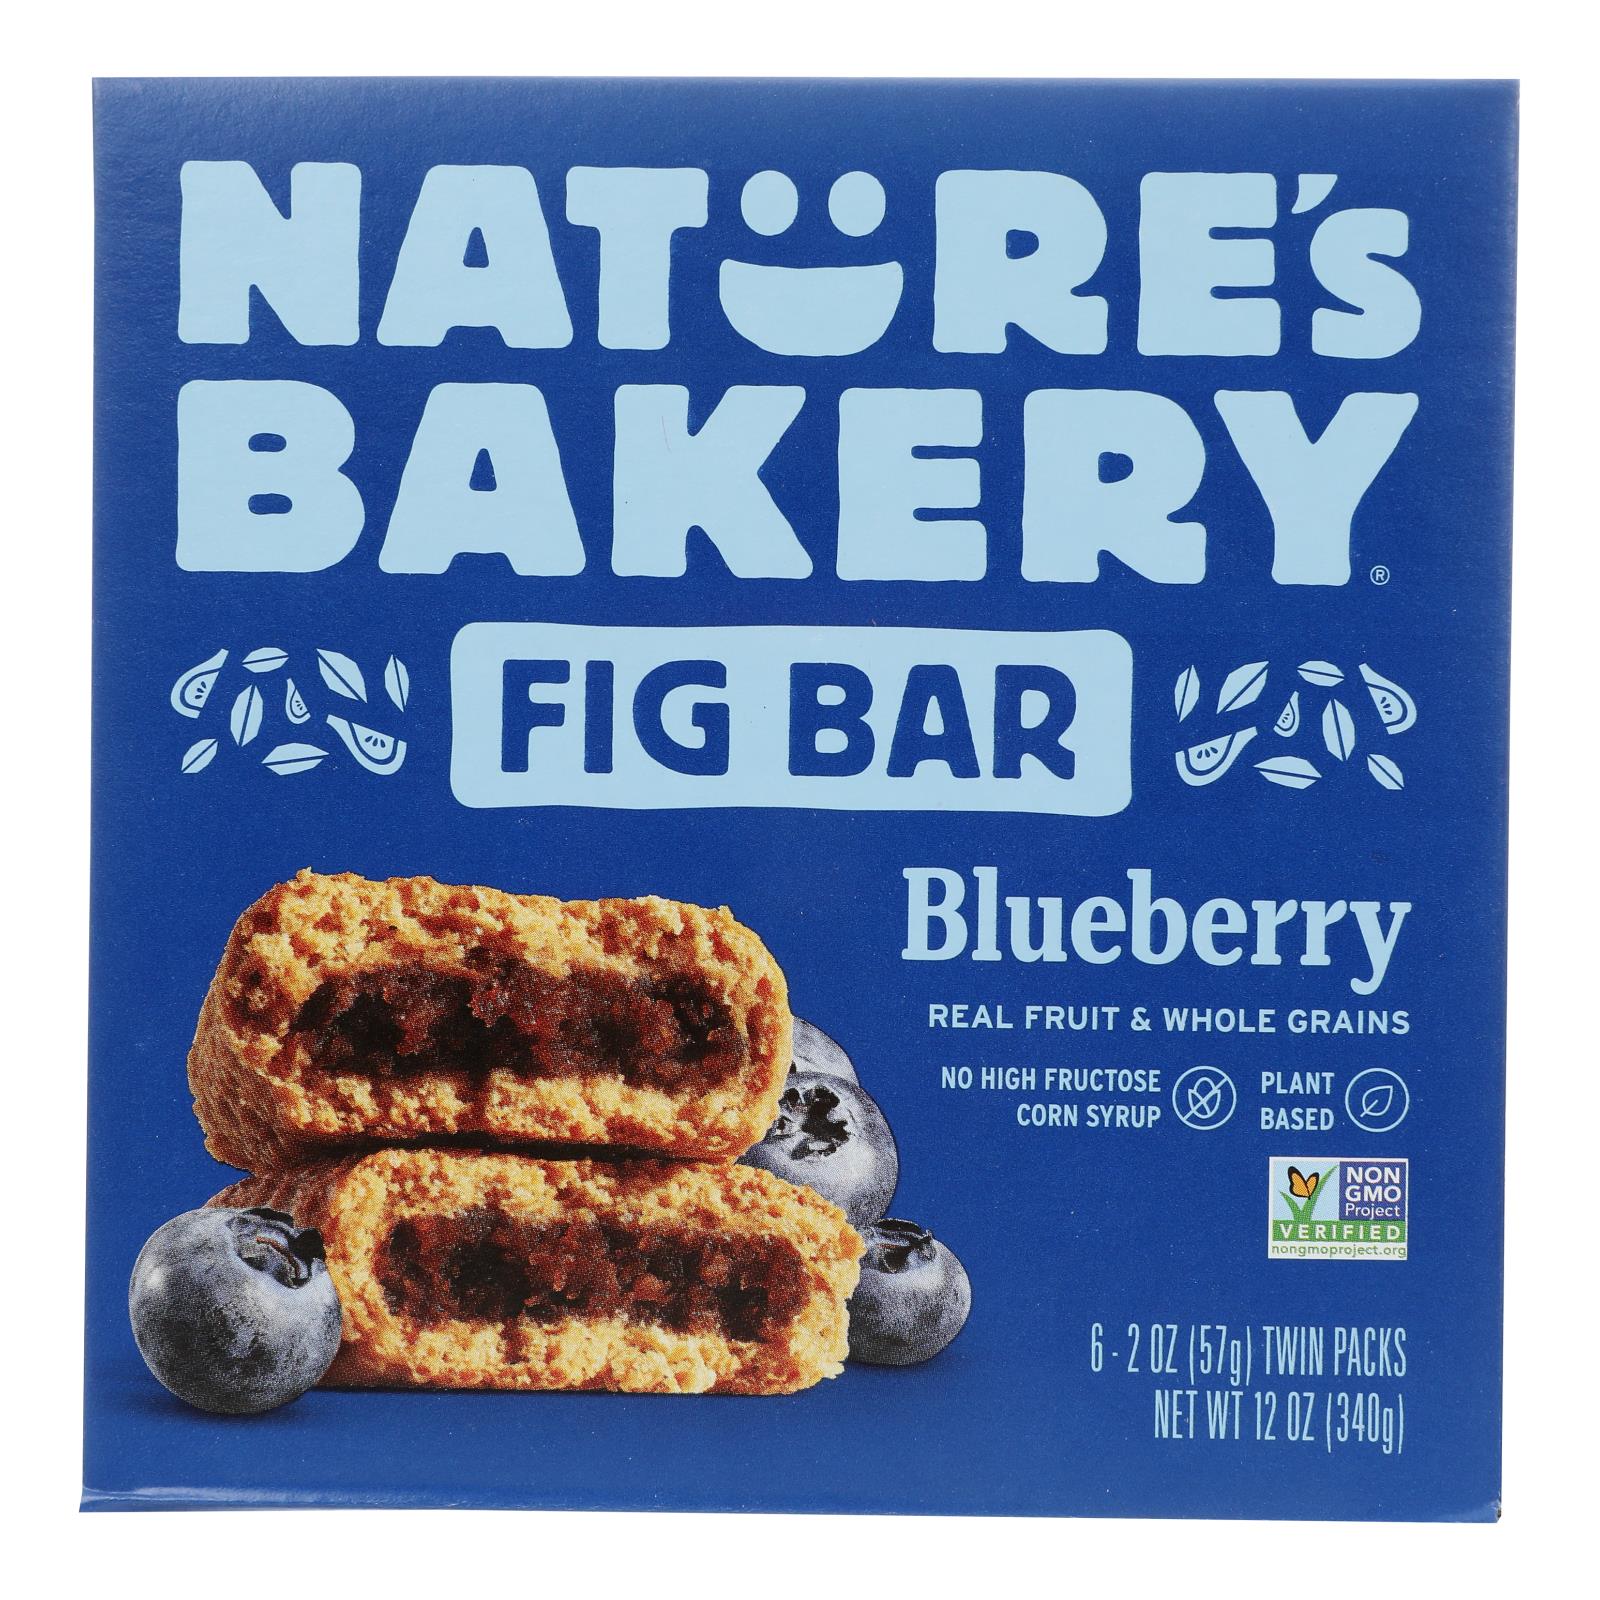 NATÜRE'S
BAKERY®
FIG BAR
Blueberry
REAL FRUIT & WHOLE GRAINS
NO HIGH FRUCTOSE
CORN SYRUP
PLANT
BASED
NON
GMO
Project
VERIFIED
nongmoproject.org
6 - 2 OZ (57g) TWIN PACKS
NET WT 12 OZ (340g)